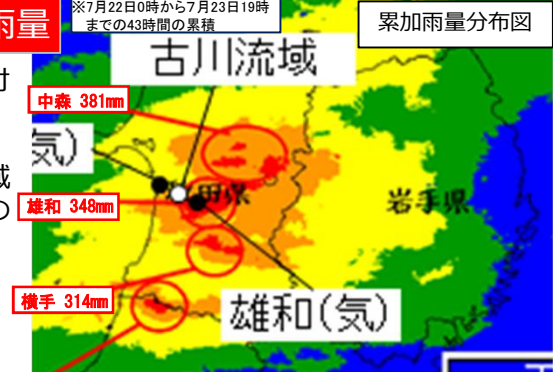 雨量
※7月22日0時から7月23日19時
までの43時間の累積
累加雨量分布図
古川流域
中森 381mm
気)
域
の
田県
岩手県
雄和 348mm
横手 314mm
雄和(気)